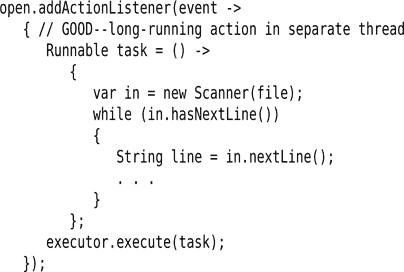 open.addActionListener(event ->
   { // GOOD--long-running action in separate thread
      Runnable task = () ->
         {
            var in = new Scanner(file);
            while (in.hasNextLine())
            {
               String line = in.nextLine();
               . . .
            }
         };
      executor.execute(task);
   });